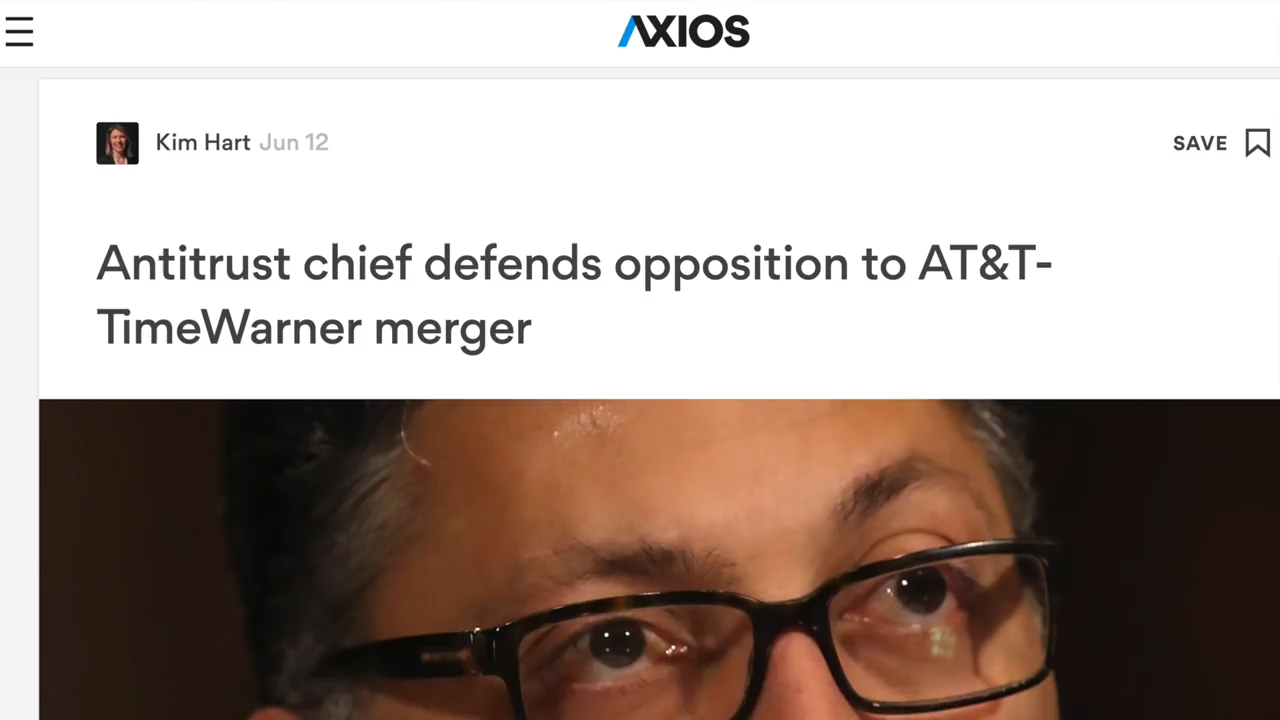 AXIOS
Kim Hart Jun 12
SAVE
Antitrust chief defends opposition to AT&T-
TimeWarner merger